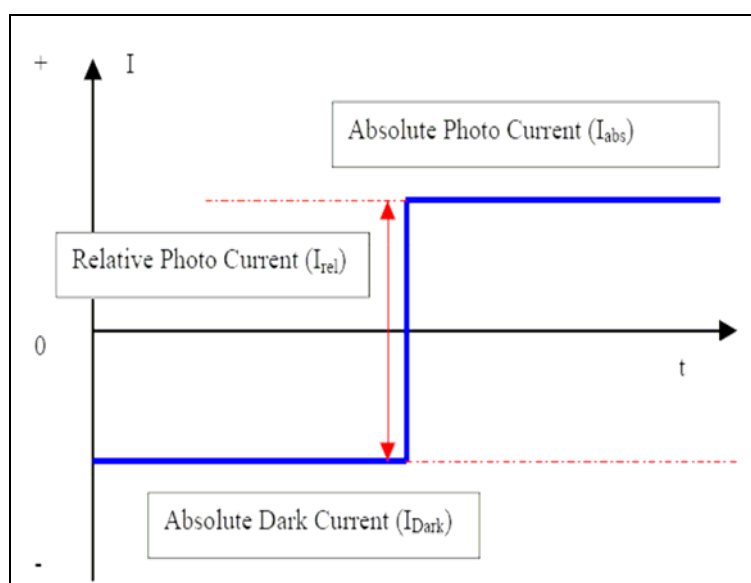 +
I
Absolute Photo Current (Iabs)
Relative Photo Current (Irel)
0
t
Absolute Dark Current (IDark)
-